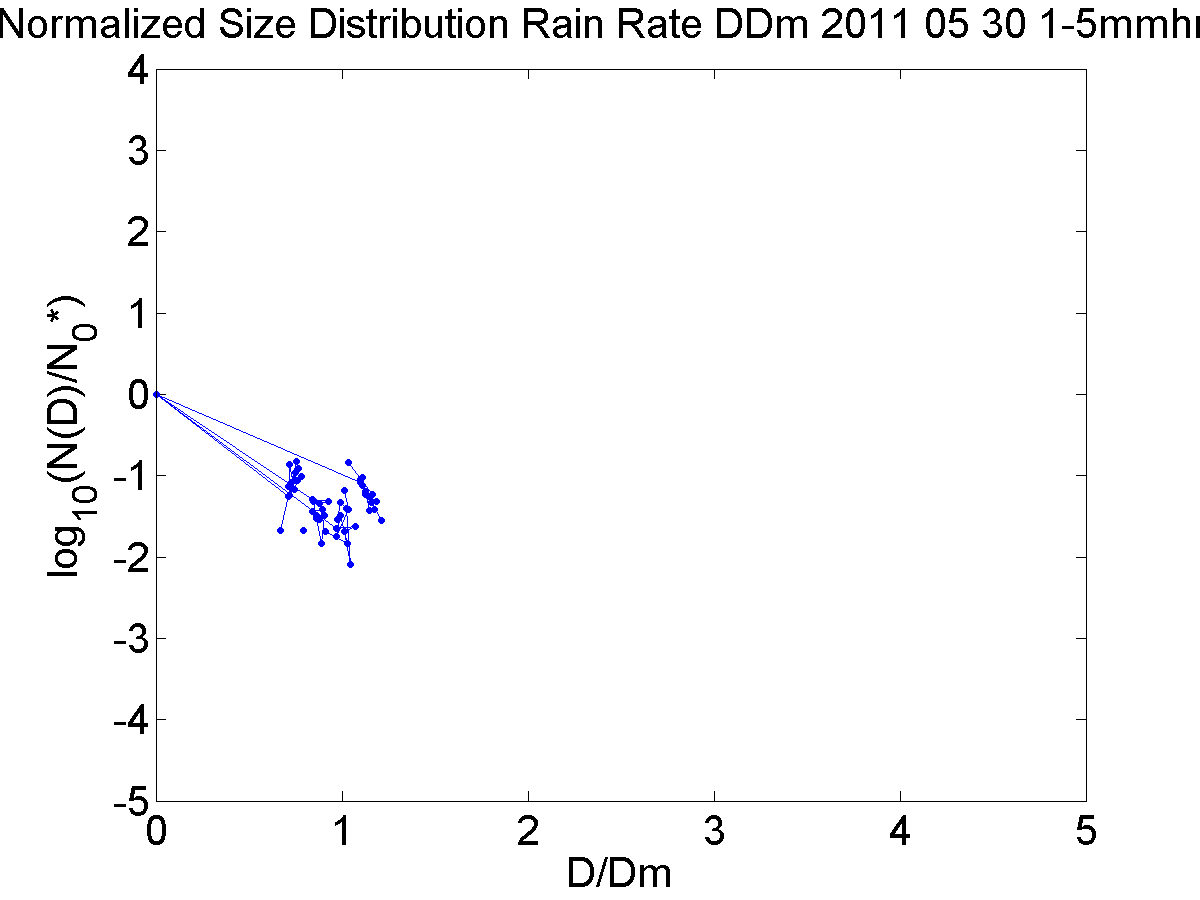 Normalized Size Distribution Rain Rate DDm 2011 05 30 1-5mmh
4
3
2
1
0
-1
-2
-3
-4
-5
log10(N(D)/N0*)
0 1 2 3 4 5
D/Dm